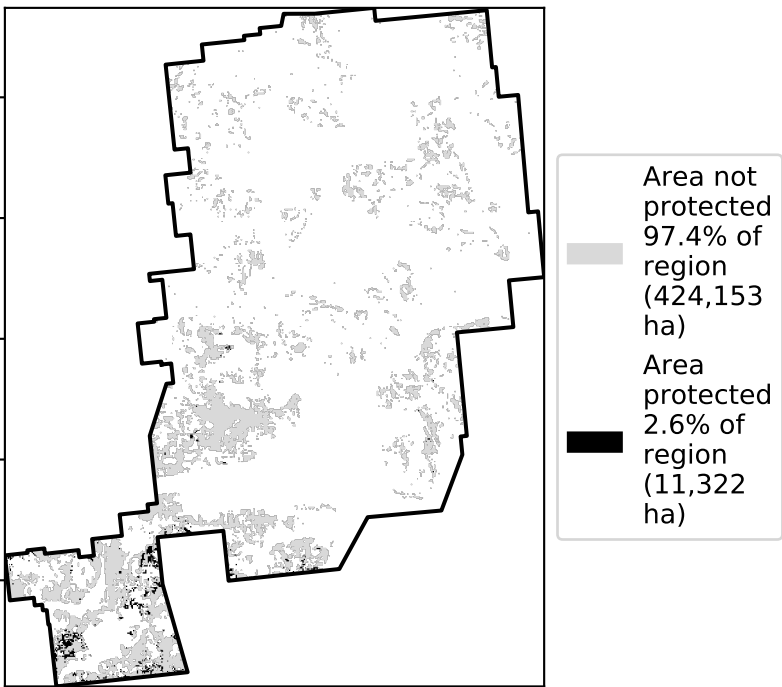 Area not
protected
97.4% of
region
(424,153
ha)
Area
protected
2.6% of
region
(11,322
ha)